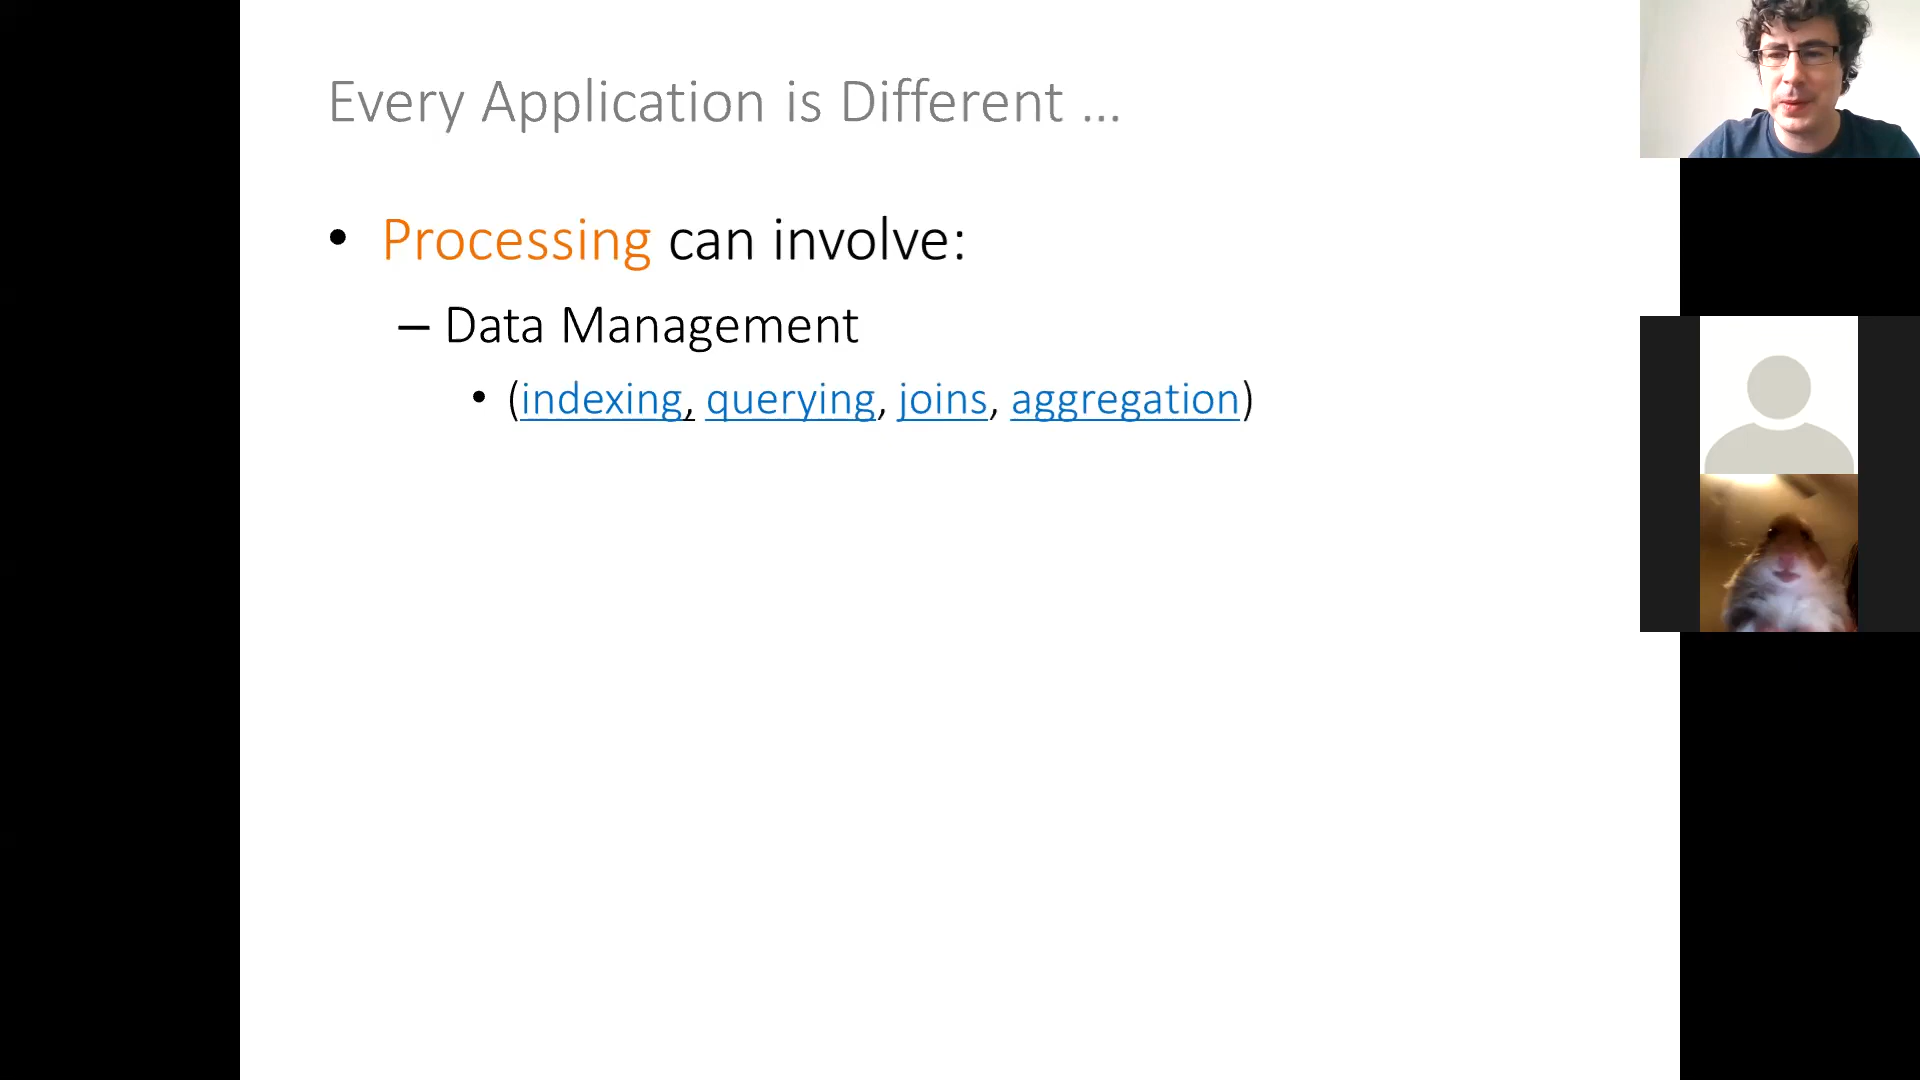 Every Application is Different …
• Processing can involve:
– Data Management
• (indexing, querying, joins, aggregation)